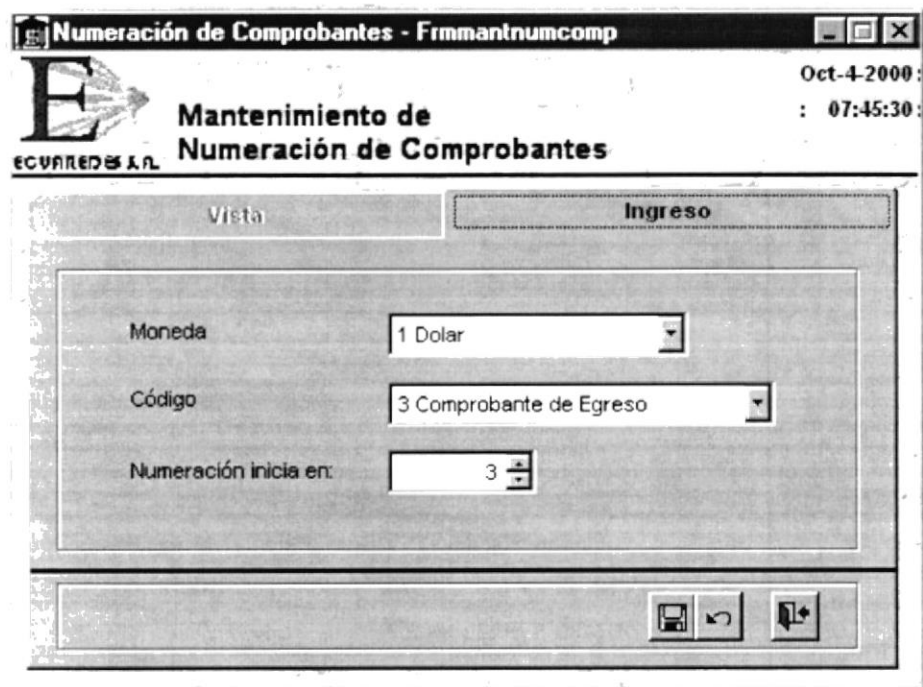 Numeración de Comprobantes - Frmmantnumcomp
Oct-4-2000:
: 07:45:30:
E
ECUAREDES S.A.
Mantenimiento de
Numeración de Comprobantes
Vista
Ingreso
Moneda
1 Dolar
Código
3 Comprobante de Egreso
Numeración inicia en:
3